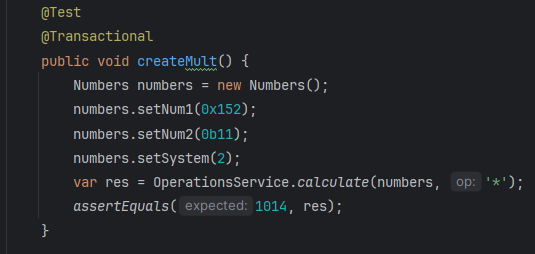 @Test
@Transactional
public void createMult() {
Numbers numbers = new Numbers();
numbers.setNum1(0x152);
numbers.setNum2(0b11);
numbers.setSystem(2);
var res = OperationsService.calculate(numbers, op: '*');
assertEquals( expected: 1014, res);
}